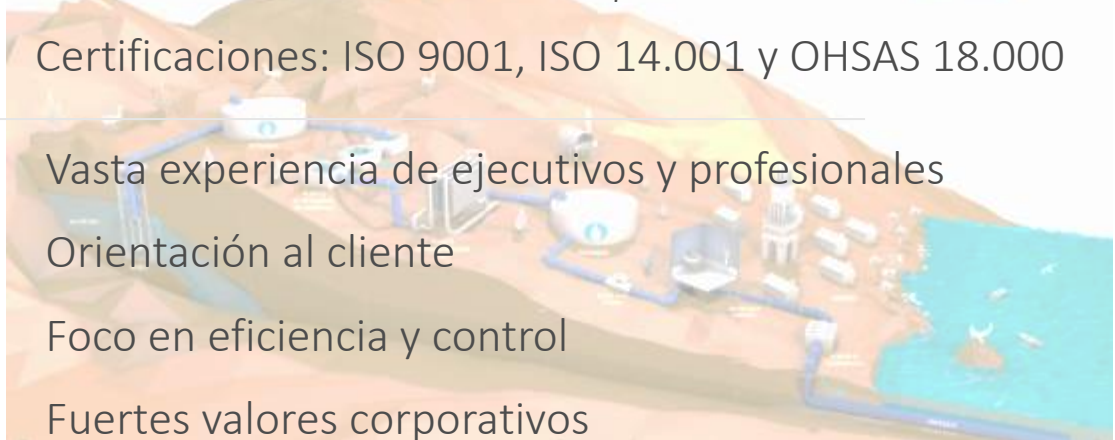 Certificaciones: ISO 9001, ISO 14.001 y OHSAS 18.000
Vasta experiencia de ejecutivos y profesionales
Orientación al cliente
Foco en eficiencia y control
Fuertes valores corporativos